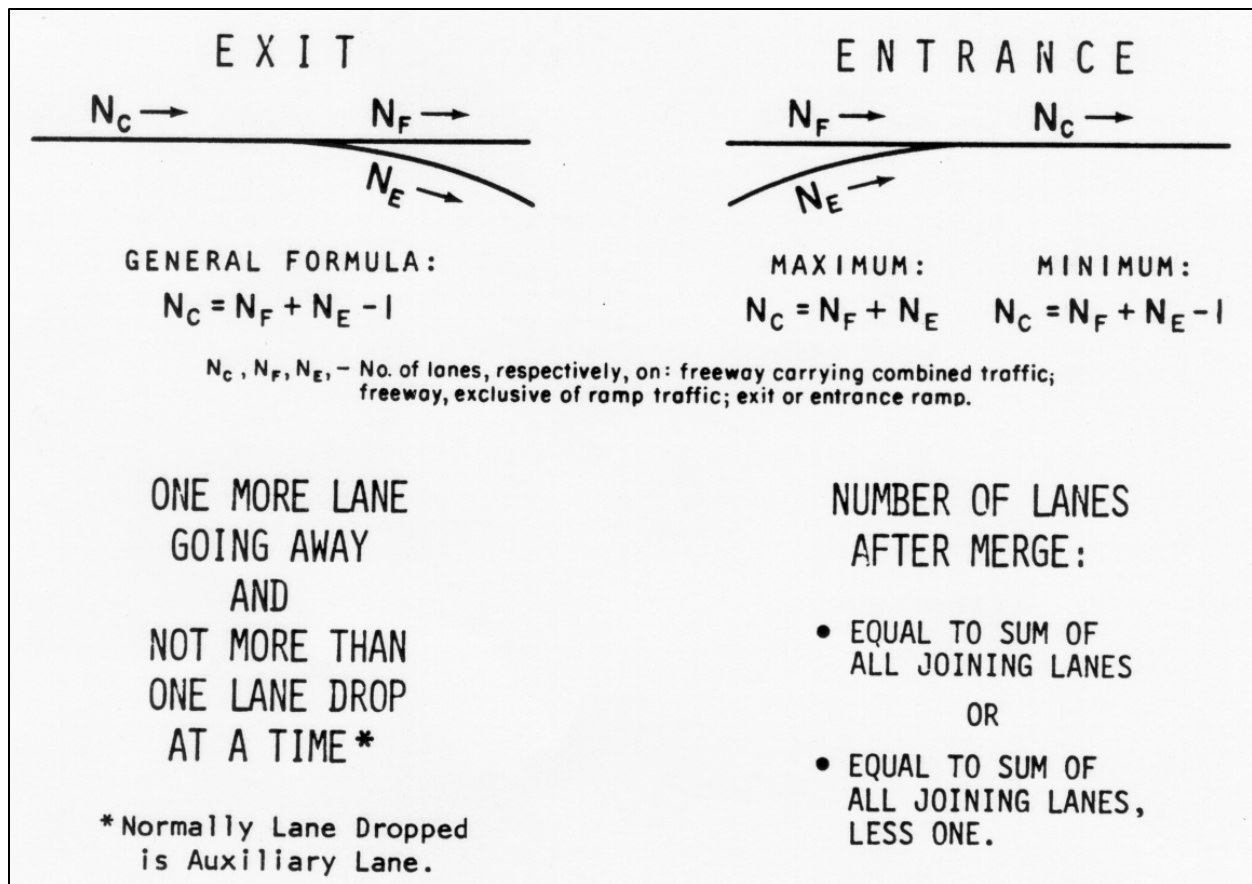 EXIT
N_C → N_F →
N_E →
GENERAL FORMULA:
N_C = N_F + N_E - 1
ENTRANCE
N_F → N_C →
N_E →
MAXIMUM: MINIMUM:
N_C = N_F + N_E N_C = N_F + N_E - 1
N_C, N_F, N_E, – No. of lanes, respectively, on: freeway carrying combined traffic;
freeway, exclusive of ramp traffic; exit or entrance ramp.
ONE MORE LANE
GOING AWAY
AND
NOT MORE THAN
ONE LANE DROP
AT A TIME*
*Normally Lane Dropped
is Auxiliary Lane.
NUMBER OF LANES
AFTER MERGE:
• EQUAL TO SUM OF
ALL JOINING LANES
OR
• EQUAL TO SUM OF
ALL JOINING LANES,
LESS ONE.